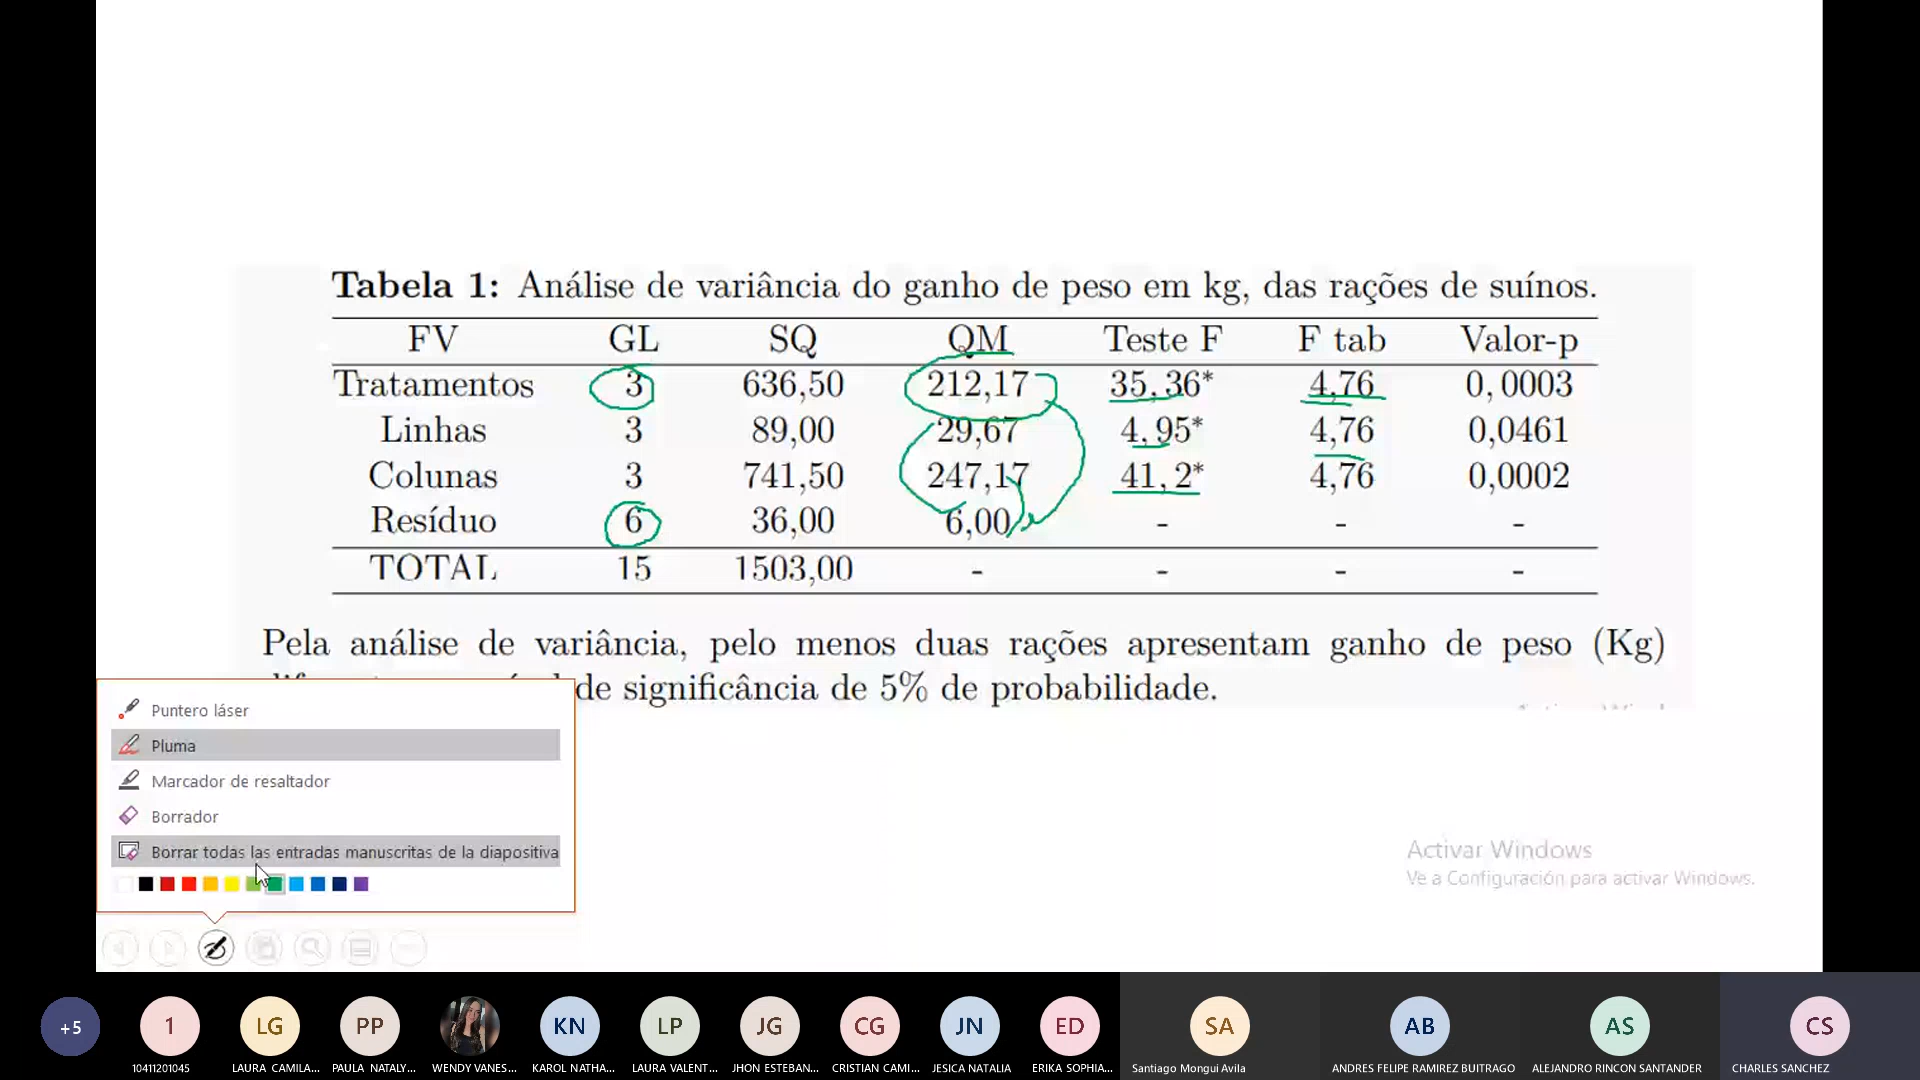 Tabela 1: Análise de variância do ganho de peso em kg, das rações de suínos.
FV GL SQ QM Teste F F tab Valor-p
Tratamentos 3 636,50 212,17 35,36* 4,76 0,0003
Linhas 3 89,00 29,67 4,95* 4,76 0,0461
Colunas 3 741,50 247,17 41,2* 4,76 0,0002
Resíduo 6 36,00 6,00 - - -
TOTAL 15 1503,00 - - - -
Pela análise de variância, pelo menos duas rações apresentam ganho de peso (Kg)
de significância de 5% de probabilidade.
Puntero láser
Pluma
Marcador de resaltador
Borrador
Borrar todas las entradas manuscritas de la diapositiva
Activar Windows
Ve a Configuración para activar Windows.
+5 1 LG PP KN LP JG CG JN ED SA AB AS CS
10411201045 LAURA CAMILA... PAULA NATALY... WENDY VANES... KAROL NATHA... LAURA VALENT... JHON ESTEBAN... CRISTIAN CAMI... JESICA NATALIA ERIKA SOPHIA... Santiago Mongui Avila ANDRES FELIPE RAMIREZ BUITRAGO ALEJANDRO RINCON SANTANDER CHARLES SANCHEZ